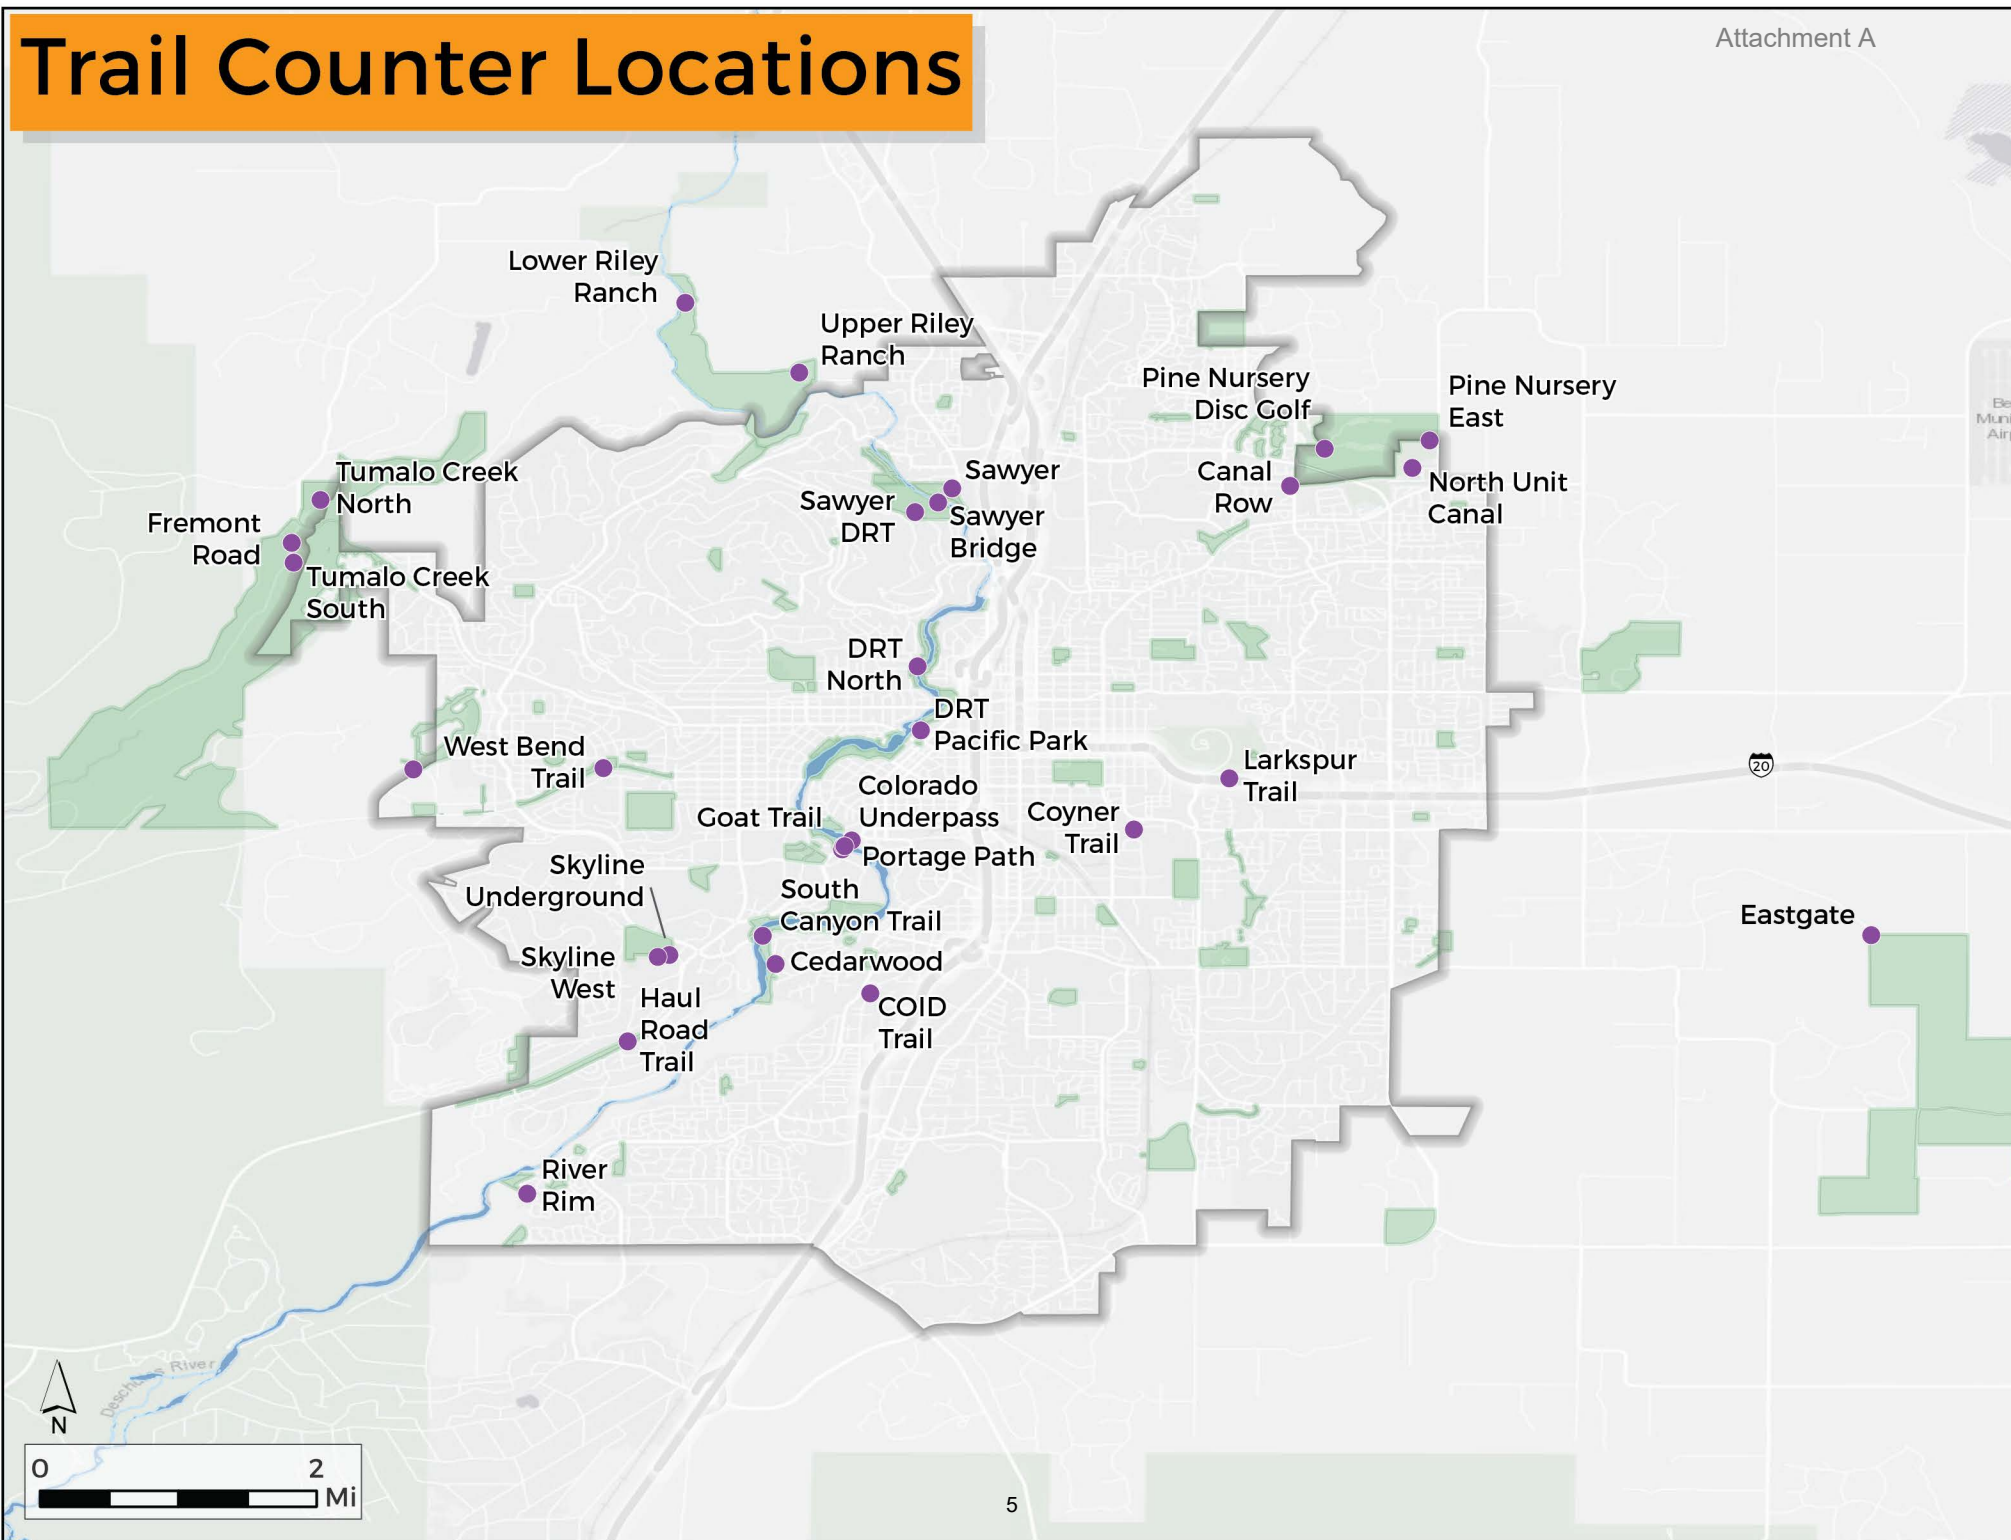 Trail Counter Locations
Attachment A
Lower Riley
Ranch
Upper Riley
Ranch
Pine Nursery
Disc Golf
Pine Nursery
East
Tumalo Creek
North
Sawyer
Canal
Row
North Unit
Canal
Sawyer
DRT
Sawyer
Bridge
Fremont
Road
Tumalo Creek
South
DRT
North
DRT
Pacific Park
West Bend
Trail
Larkspur
Trail
20
Colorado
Underpass
Goat Trail
Coyner
Trail
Portage Path
Skyline
Underground
South
Canyon Trail
Eastgate
Skyline
West
Cedarwood
Haul
Road
Trail
COID
Trail
River
Rim
River
N
0 2
Mi
5